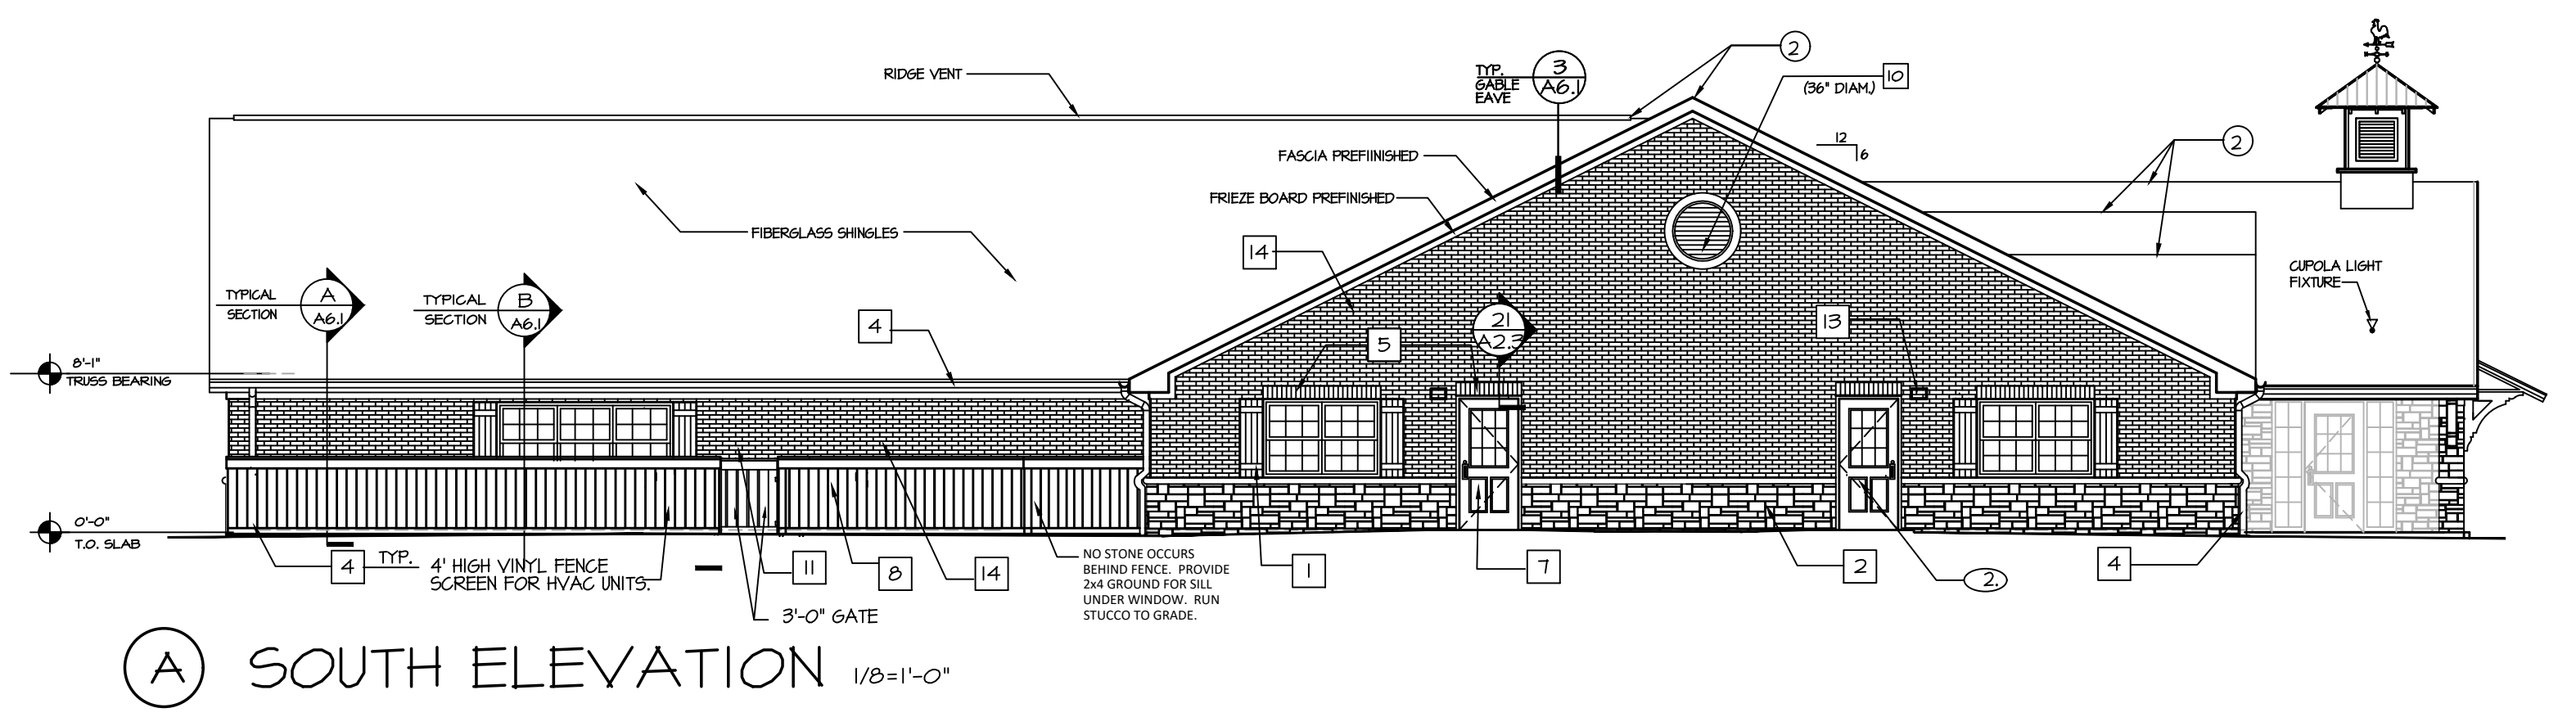 RIDGE VENT
TYP.
GABLE
EAVE
3
A6.1
2
10
(36" DIAM.)
12
6
2
FASCIA PREFIINISHED
FRIEZE BOARD PREFINISHED
FIBERGLASS SHINGLES
14
CUPOLA LIGHT
FIXTURE
TYPICAL
SECTION
A
A6.1
TYPICAL
SECTION
B
A6.1
4
5
21
A2.3
13
8'-1"
TRUSS BEARING
0'-0"
T.O. SLAB
4
TYP.
4' HIGH VINYL FENCE
SCREEN FOR HVAC UNITS.
11
8
14
NO STONE OCCURS
BEHIND FENCE. PROVIDE
2x4 GROUND FOR SILL
UNDER WINDOW. RUN
STUCCO TO GRADE.
1
7
2
2.
4
3'-0" GATE
A
SOUTH ELEVATION
1/8=1'-0"